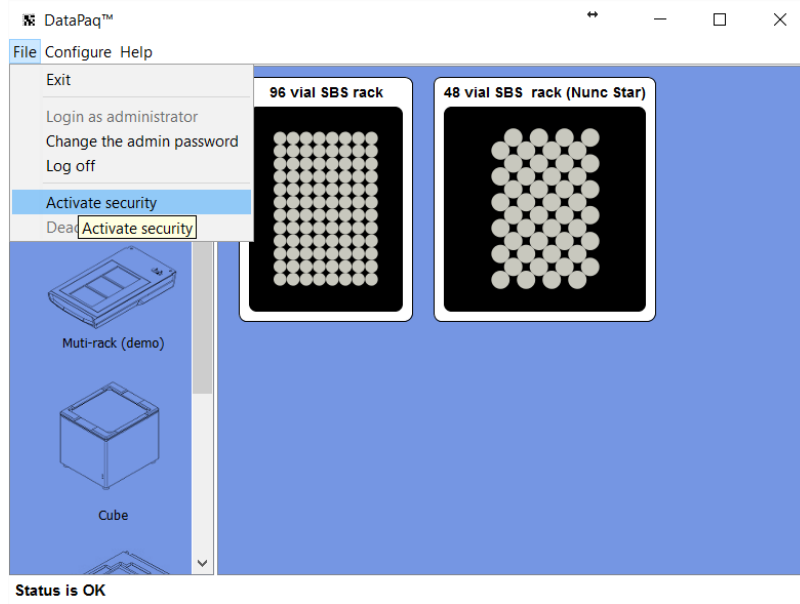 DataPaq™
File Configure Help
Exit
Login as administrator
Change the admin password
Log off
Activate security
Deac
Activate security
96 vial SBS rack
48 vial SBS rack (Nunc Star)
Muti-rack (demo)
Cube
Status is OK